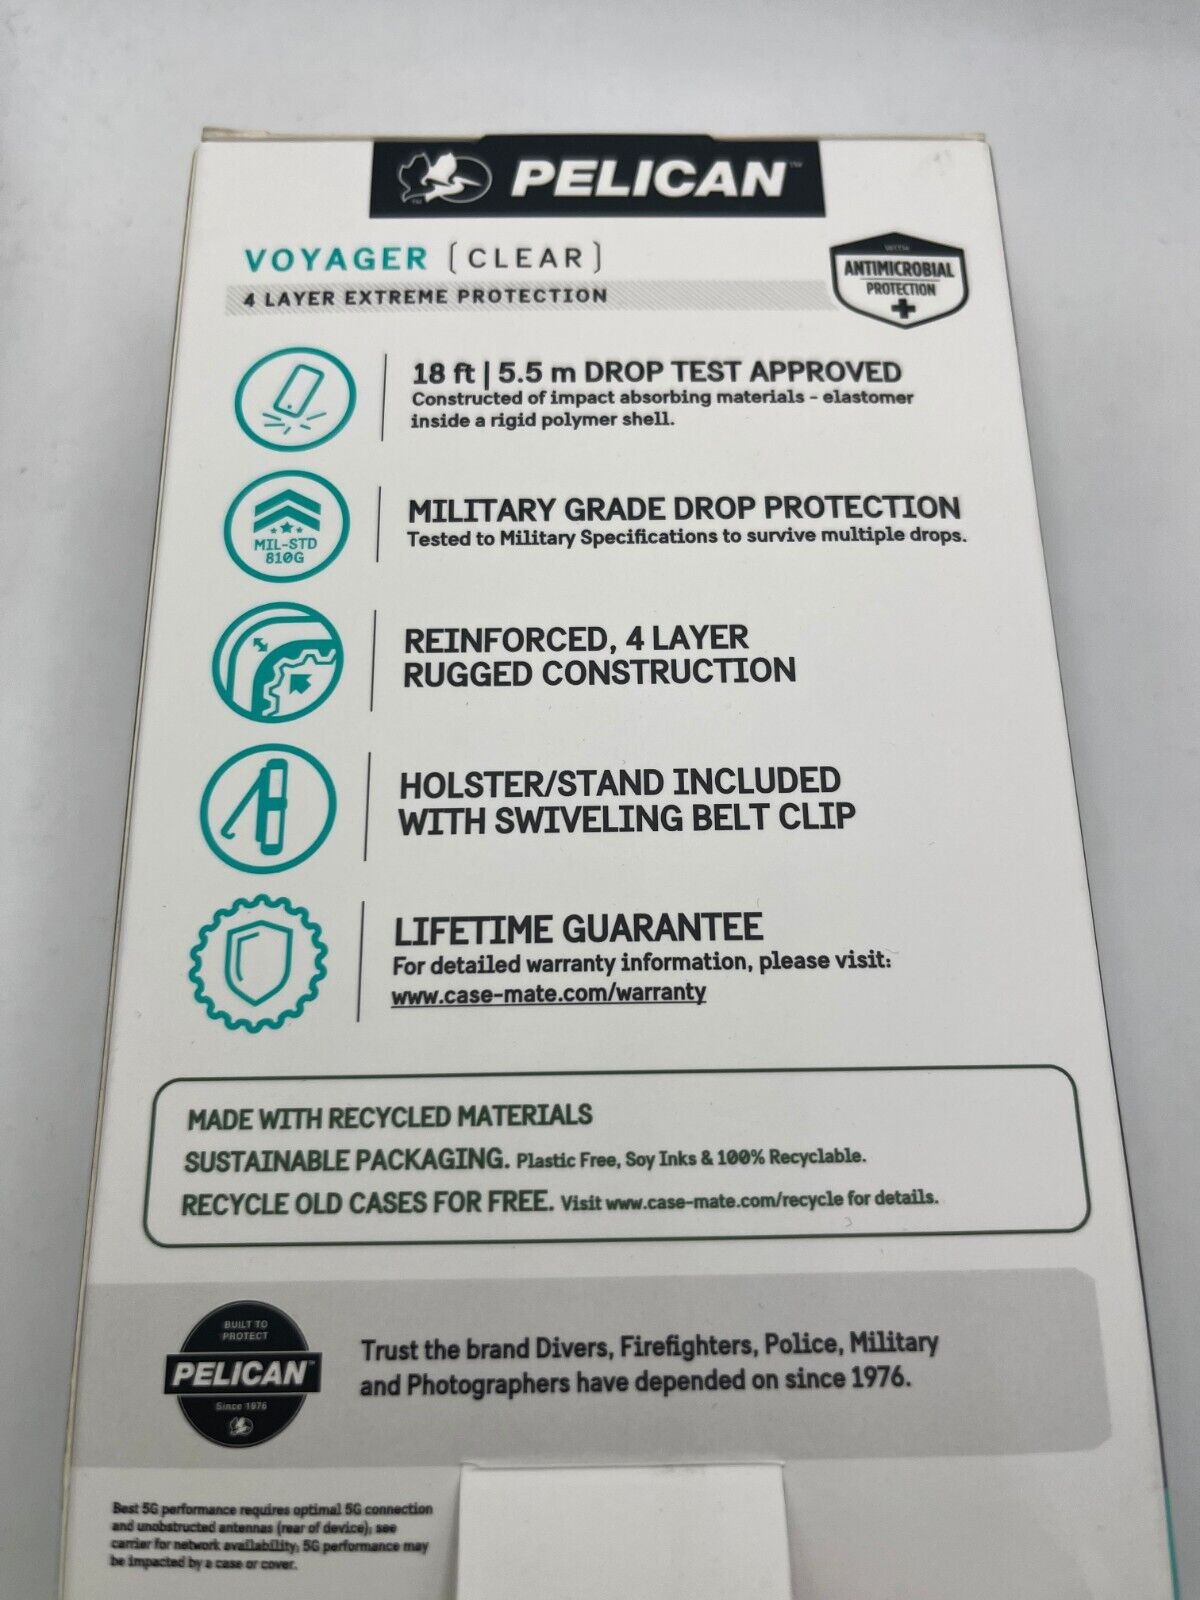 PELICAN™
VOYAGER [CLEAR]
4 LAYER EXTREME PROTECTION
WITH
ANTIMICROBIAL
PROTECTION
18 ft | 5.5 m DROP TEST APPROVED
Constructed of impact absorbing materials - elastomer
inside a rigid polymer shell.
MIL-STD
810G
MILITARY GRADE DROP PROTECTION
Tested to Military Specifications to survive multiple drops.
REINFORCED, 4 LAYER
RUGGED CONSTRUCTION
HOLSTER/STAND INCLUDED
WITH SWIVELING BELT CLIP
LIFETIME GUARANTEE
For detailed warranty information, please visit:
www.case-mate.com/warranty
MADE WITH RECYCLED MATERIALS
SUSTAINABLE PACKAGING. Plastic Free, Soy Inks & 100% Recyclable.
RECYCLE OLD CASES FOR FREE. Visit www.case-mate.com/recycle for details.
BUILT TO
PROTECT
PELICAN™
Since 1976
Trust the brand Divers, Firefighters, Police, Military
and Photographers have depended on since 1976.
Best 5G performance requires optimal 5G connection
and unobstructed antennas (rear of device); see
carrier for network availability; 5G performance may
be impacted by a case or cover.